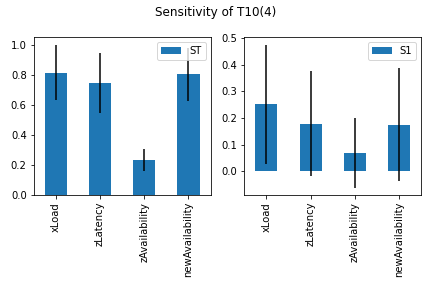 Sensitivity of T10(4)
ST
1.0
0.8
0.6
0.4
0.2
0.0
xLoad
zLatency
zAvailability
newAvailability
S1
0.5
0.4
0.3
0.2
0.1
0.0
xLoad
zLatency
zAvailability
newAvailability